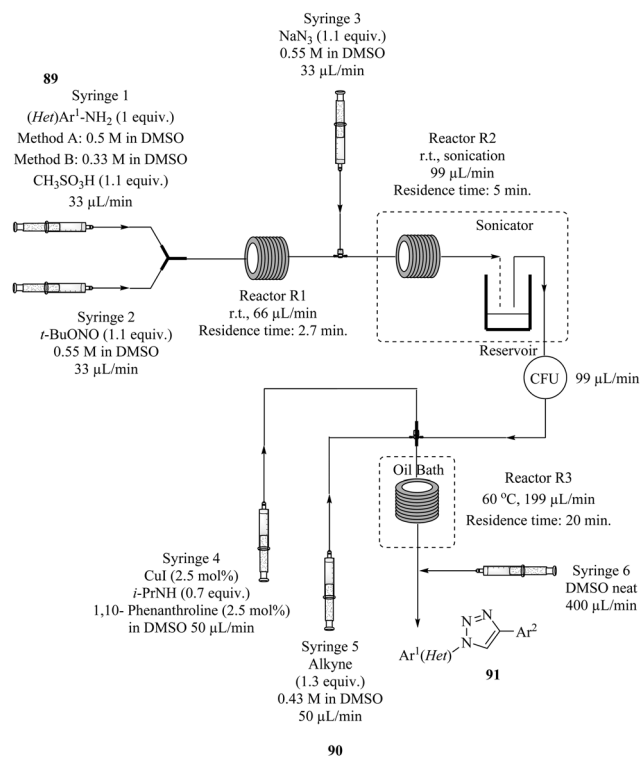 Syringe 3
NaN3 (1.1 equiv.)
0.55 M in DMSO
33 µL/min
89
Syringe 1
(Het)Ar1-NH2 (1 equiv.)
Method A: 0.5 M in DMSO
Method B: 0.33 M in DMSO
CH3SO3H (1.1 equiv.)
33 µL/min
Reactor R2
r.t., sonication
99 µL/min
Residence time: 5 min.
Sonicator
Reactor R1
r.t., 66 µL/min
Residence time: 2.7 min.
Syringe 2
t-BuONO (1.1 equiv.)
0.55 M in DMSO
33 µL/min
Reservoir
CFU
99 µL/min
Oil Bath
Reactor R3
60 °C, 199 µL/min
Residence time: 20 min.
Syringe 4
CuI (2.5 mol%)
i-PrNH (0.7 equiv.)
1,10- Phenanthroline (2.5 mol%)
in DMSO 50 µL/min
Syringe 6
DMSO neat
400 µL/min
Syringe 5
Alkyne
(1.3 equiv.)
0.43 M in DMSO
50 µL/min
N N
N
Ar2
Ar1(Het)
91
90